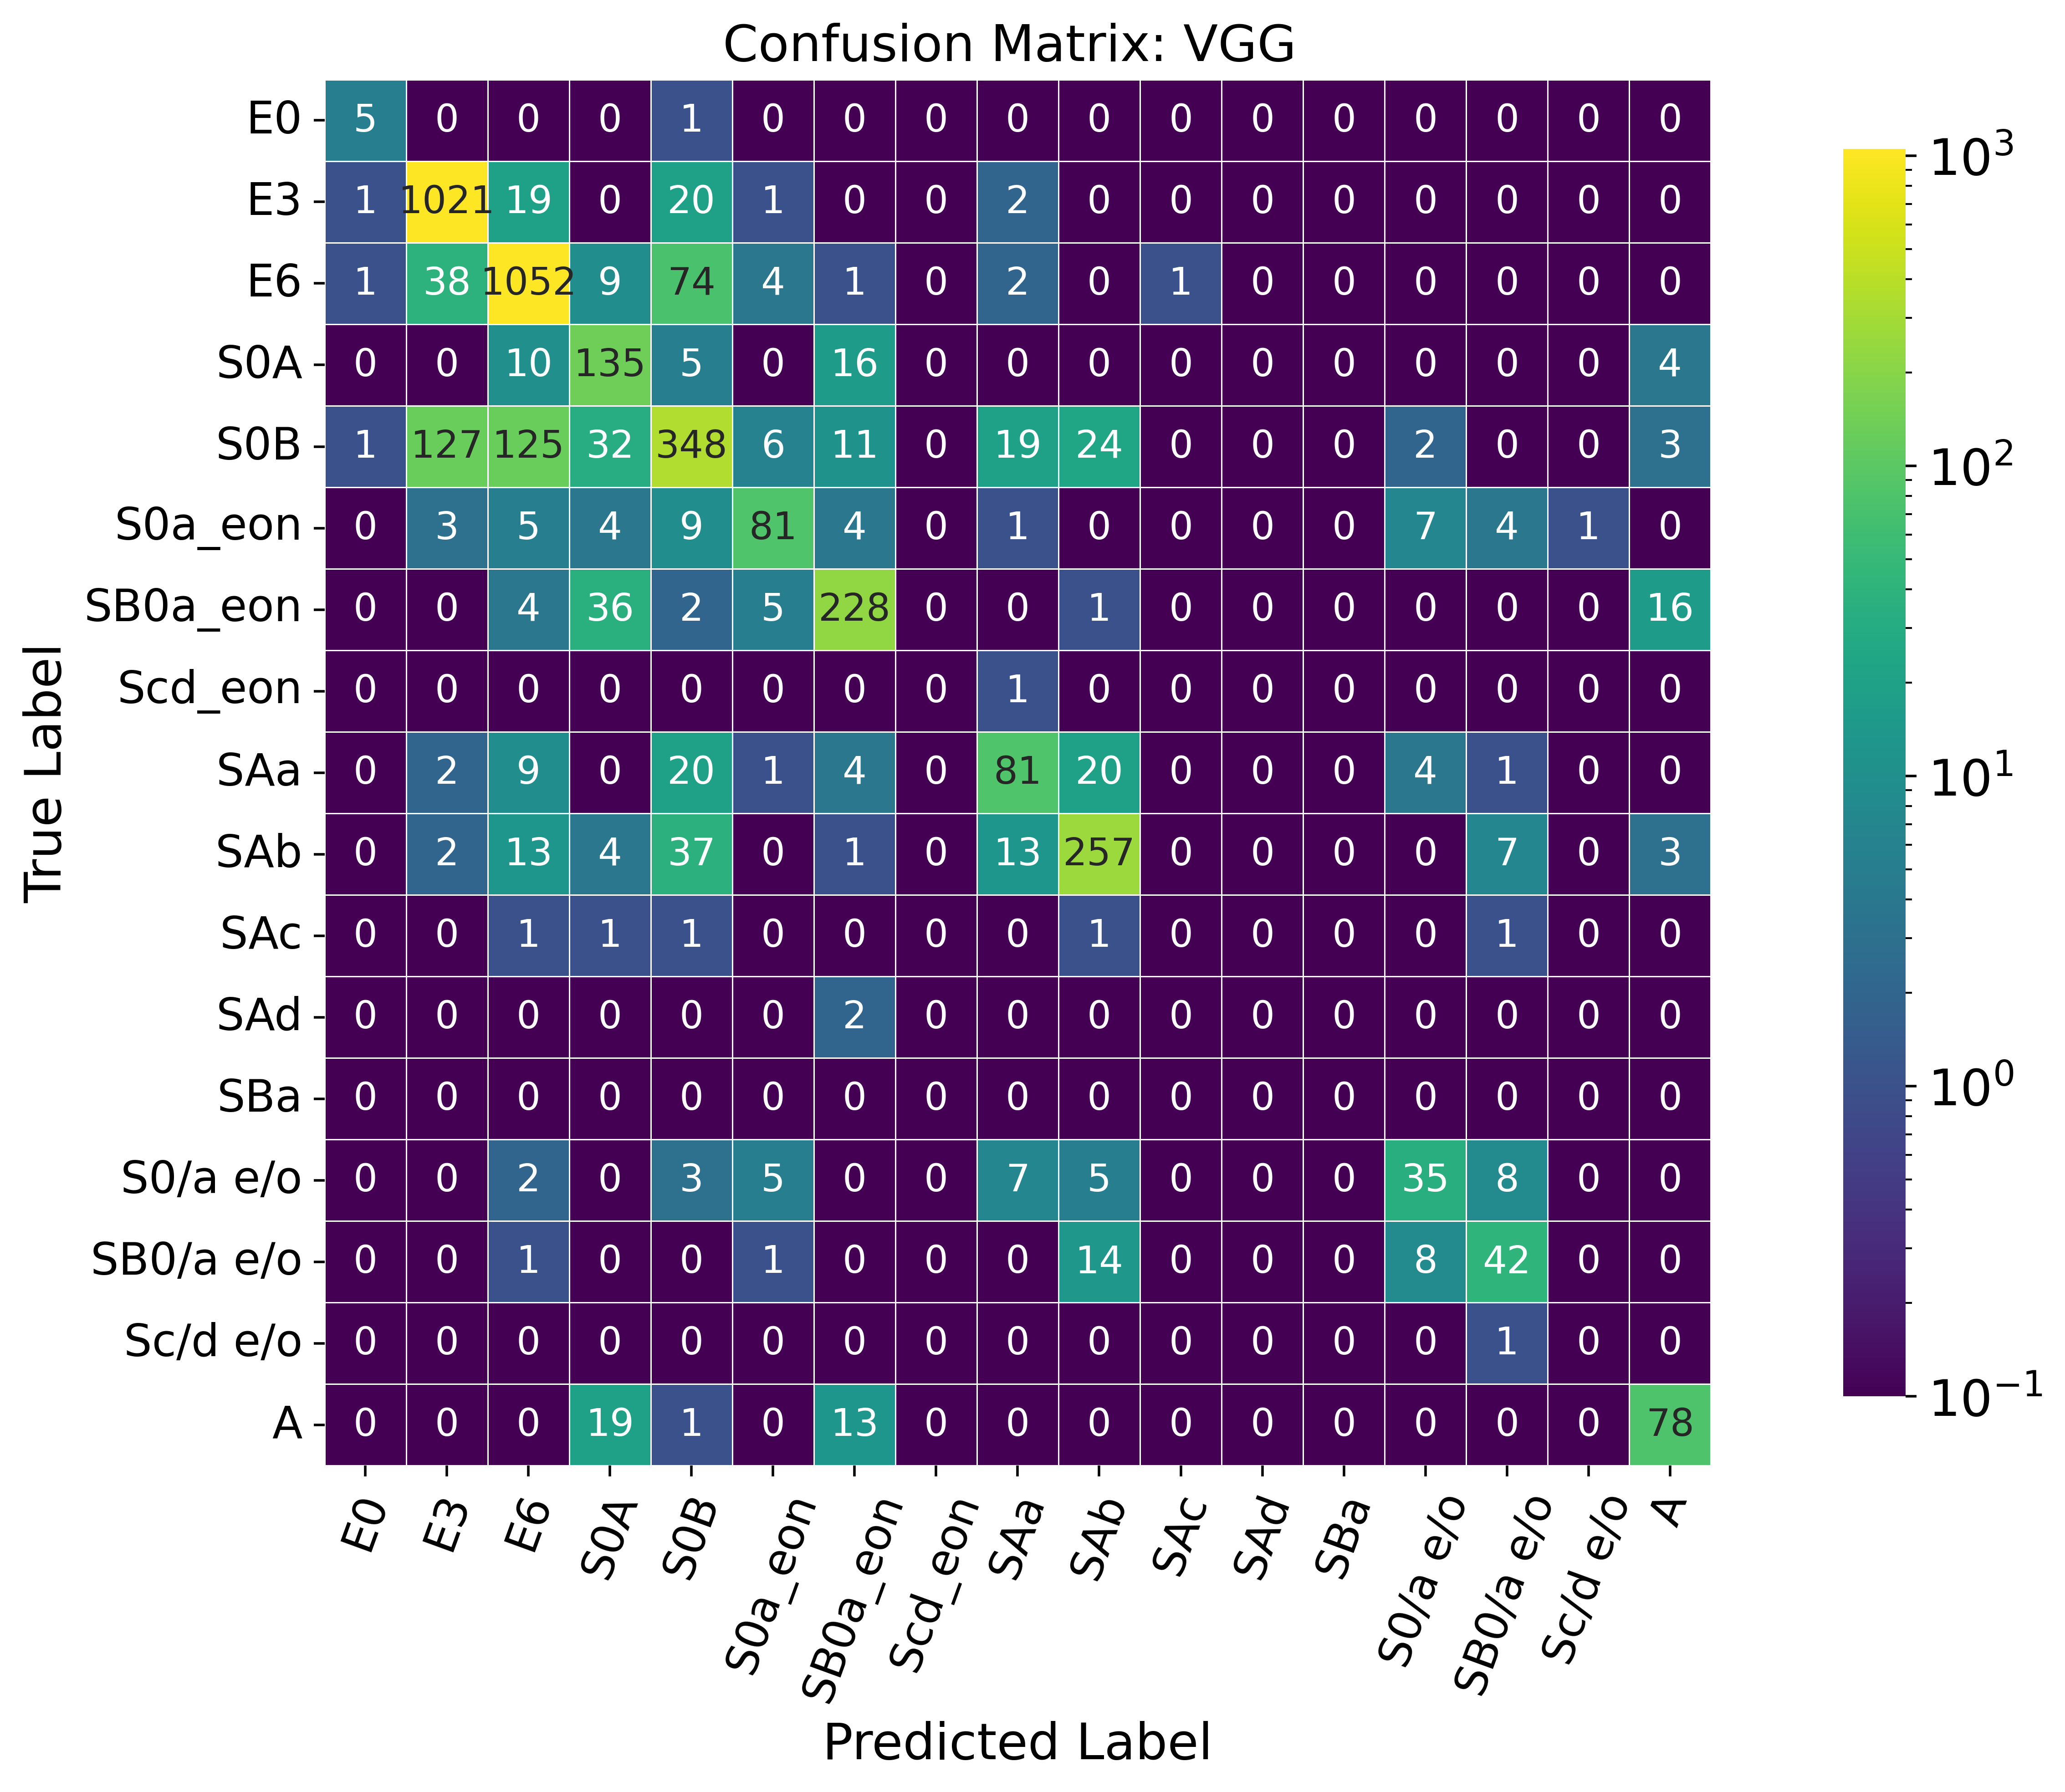 Confusion Matrix: VGG
True Label
E0 5 0 0 0 1 0 0 0 0 0 0 0 0 0 0 0 0
E3 1 1021 19 0 20 1 0 0 2 0 0 0 0 0 0 0 0
E6 1 38 1052 9 74 4 1 0 2 0 1 0 0 0 0 0 0
S0A 0 0 10 135 5 0 16 0 0 0 0 0 0 0 0 0 4
S0B 1 127 125 32 348 6 11 0 19 24 0 0 0 2 0 0 3
S0a_eon 0 3 5 4 9 81 4 0 1 0 0 0 0 7 4 1 0
SB0a_eon 0 0 4 36 2 5 228 0 0 1 0 0 0 0 0 0 16
Scd_eon 0 0 0 0 0 0 0 0 1 0 0 0 0 0 0 0 0
SAa 0 2 9 0 20 1 4 0 81 20 0 0 0 4 1 0 0
SAb 0 2 13 4 37 0 1 0 13 257 0 0 0 0 7 0 3
SAc 0 0 1 1 1 0 0 0 0 1 0 0 0 0 1 0 0
SAd 0 0 0 0 0 0 2 0 0 0 0 0 0 0 0 0 0
SBa 0 0 0 0 0 0 0 0 0 0 0 0 0 0 0 0 0
S0/a e/o 0 0 2 0 3 5 0 0 7 5 0 0 0 35 8 0 0
SB0/a e/o 0 0 1 0 0 1 0 0 0 14 0 0 0 8 42 0 0
Sc/d e/o 0 0 0 0 0 0 0 0 0 0 0 0 0 0 1 0 0
A 0 0 0 19 1 0 13 0 0 0 0 0 0 0 0 0 78
E0 E3 E6 S0A S0B S0a_eon SB0a_eon Scd_eon SAa SAb SAc SAd SBa S0/a e/o SB0/a e/o Sc/d e/o A
Predicted Label
10³
10²
10¹
10⁰
10⁻¹